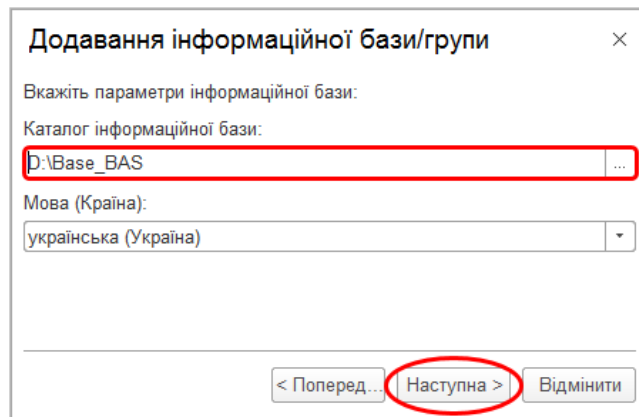 Додавання інформаційної бази/групи
Вкажіть параметри інформаційної бази:
Каталог інформаційної бази:
D:\Base_BAS
...
Мова (Країна):
українська (Україна)
< Поперед... Наступна > Відмінити